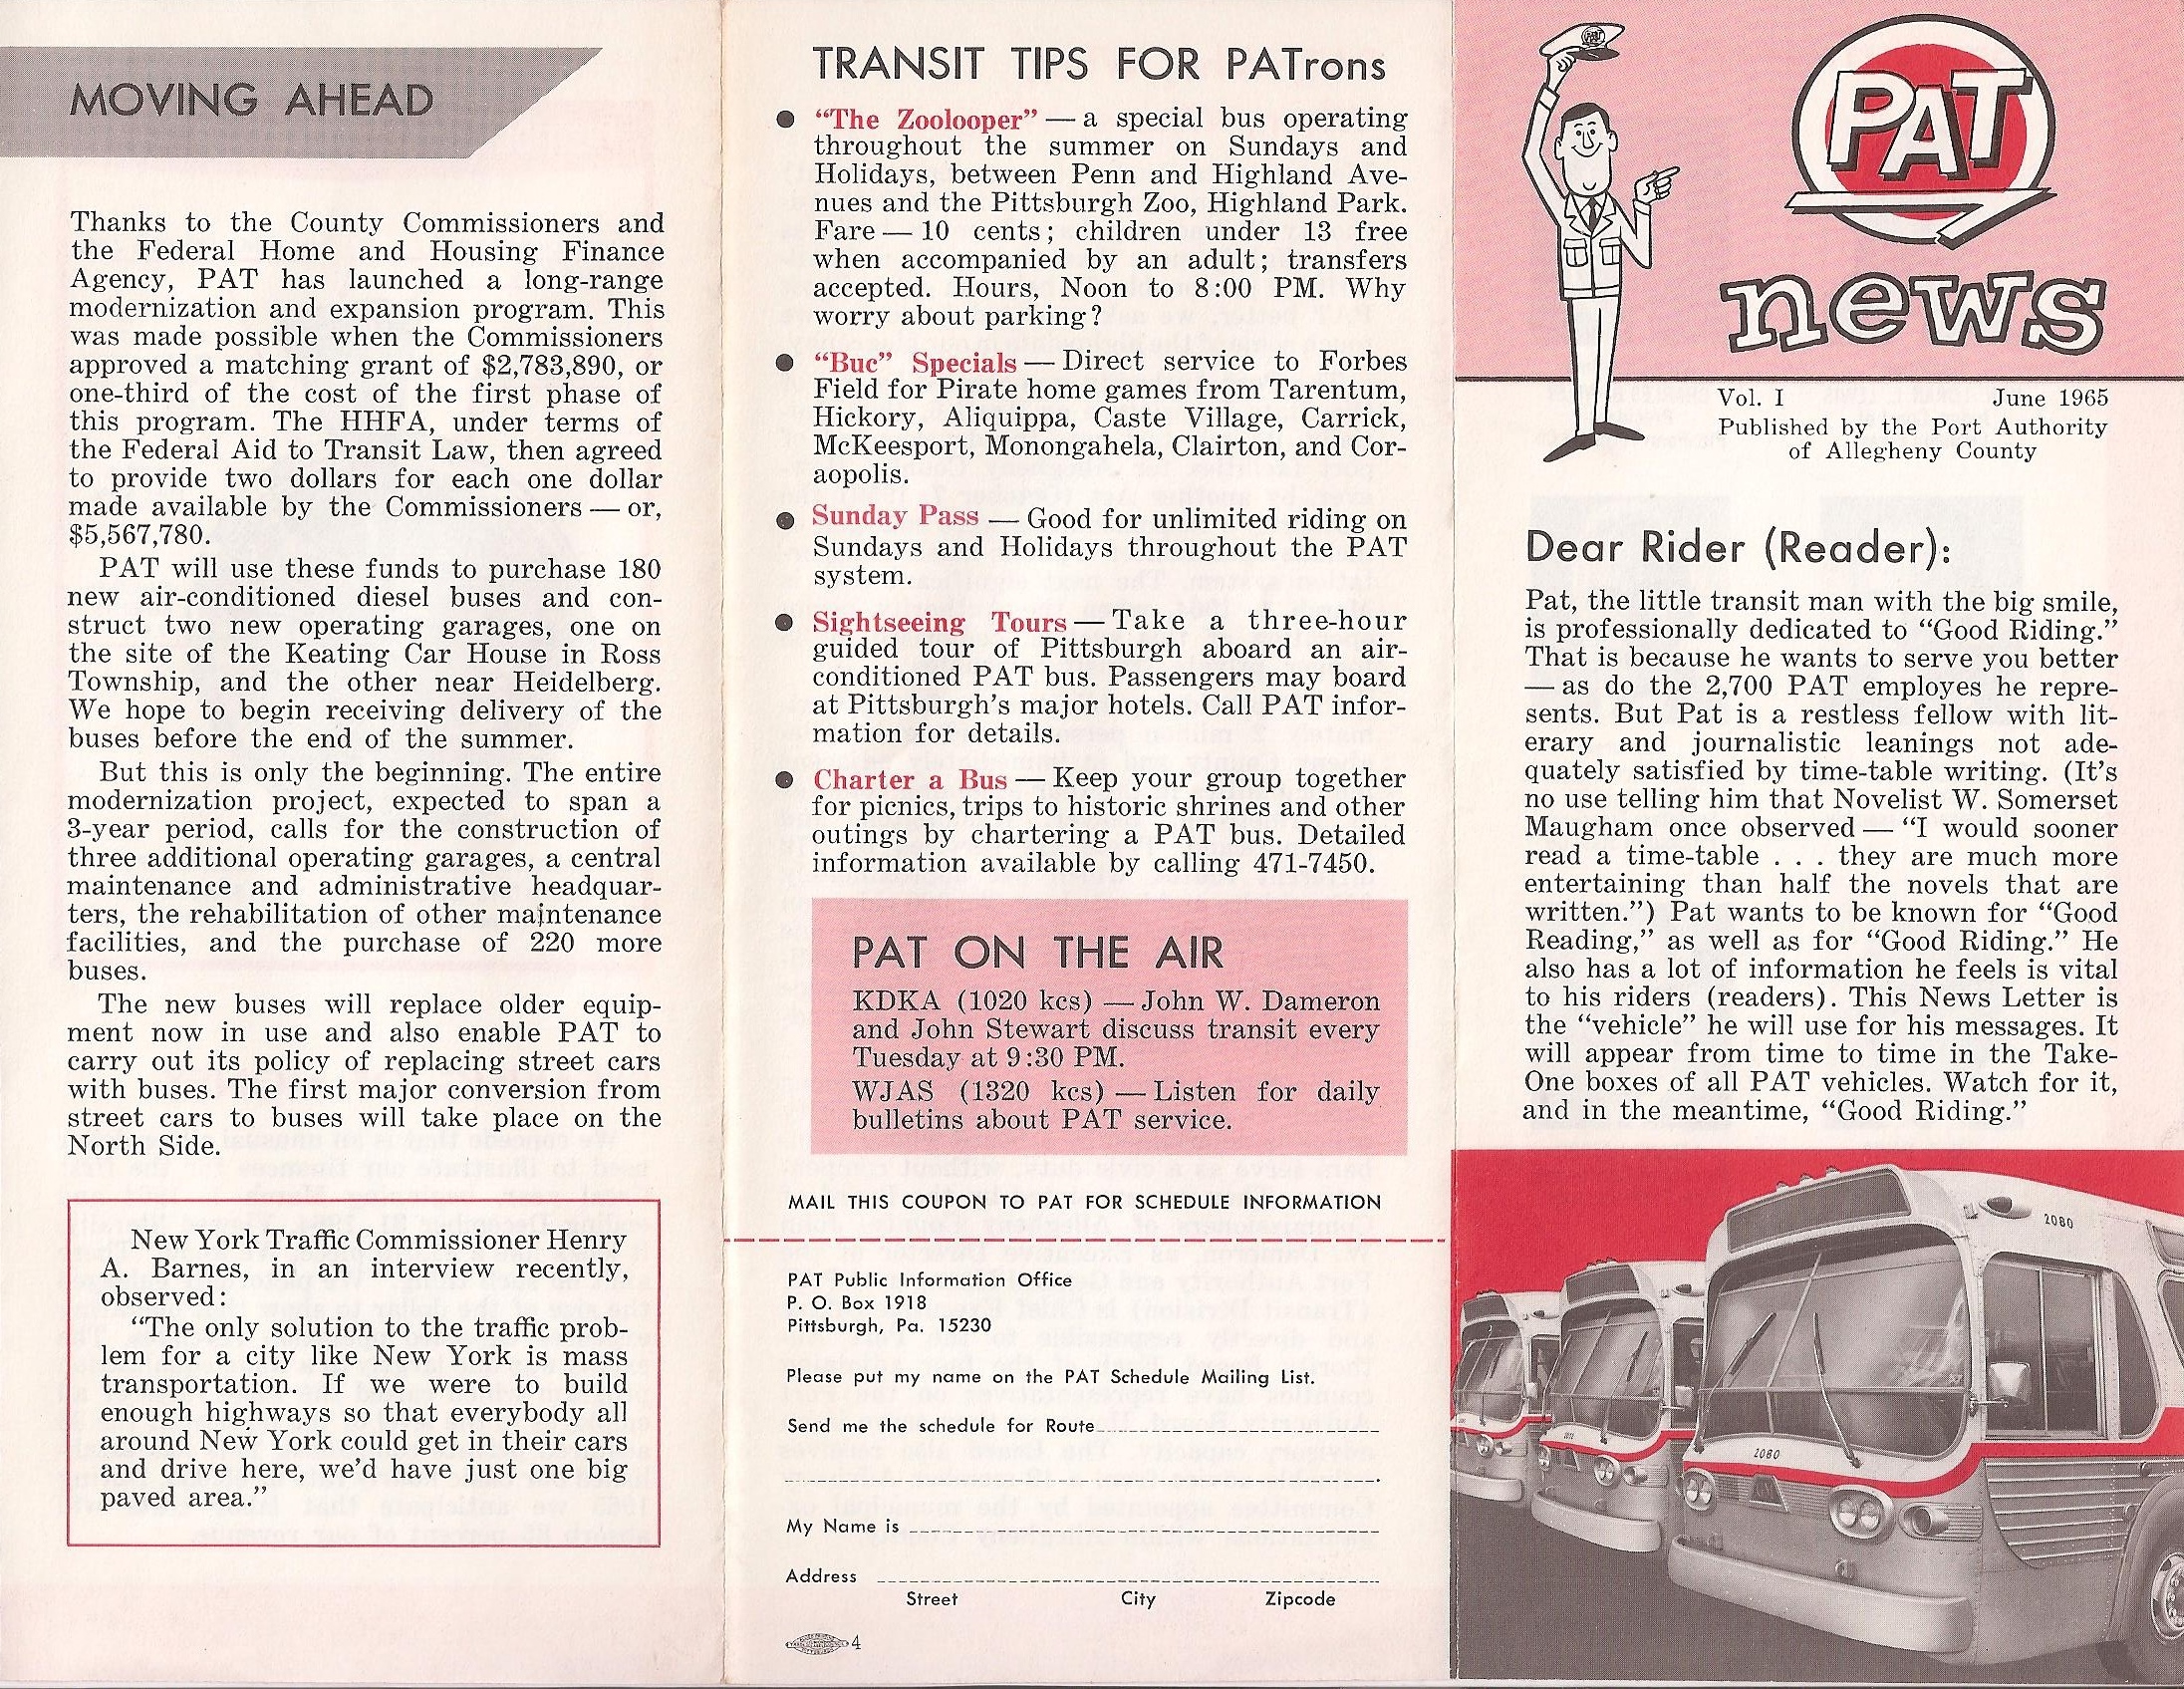 MOVING AHEAD
Thanks to the County Commissioners and
the Federal Home and Housing Finance
Agency, PAT has launched a long-range
modernization and expansion program. This
was made possible when the Commissioners
approved a matching grant of $2,783,890, or
one-third of the cost of the first phase of
this program. The HHFA, under terms of
the Federal Aid to Transit Law, then agreed
to provide two dollars for each one dollar
made available by the Commissioners — or,
$5,567,780.
PAT will use these funds to purchase 180
new air-conditioned diesel buses and con-
struct two new operating garages, one on
the site of the Keating Car House in Ross
Township, and the other near Heidelberg.
We hope to begin receiving delivery of the
buses before the end of the summer.
But this is only the beginning. The entire
modernization project, expected to span a
3-year period, calls for the construction of
three additional operating garages, a central
maintenance and administrative headquar-
ters, the rehabilitation of other maintenance
facilities, and the purchase of 220 more
buses.
The new buses will replace older equip-
ment now in use and also enable PAT to
carry out its policy of replacing street cars
with buses. The first major conversion from
street cars to buses will take place on the
North Side.
New York Traffic Commissioner Henry
A. Barnes, in an interview recently,
observed:
“The only solution to the traffic prob-
lem for a city like New York is mass
transportation. If we were to build
enough highways so that everybody all
around New York could get in their cars
and drive here, we’d have just one big
paved area.”
TRANSIT TIPS FOR PATrons
● “The Zoolooper” — a special bus operating
throughout the summer on Sundays and
Holidays, between Penn and Highland Ave-
nues and the Pittsburgh Zoo, Highland Park.
Fare — 10 cents; children under 13 free
when accompanied by an adult; transfers
accepted. Hours, Noon to 8:00 PM. Why
worry about parking?
● “Buc” Specials — Direct service to Forbes
Field for Pirate home games from Tarentum,
Hickory, Aliquippa, Caste Village, Carrick,
McKeesport, Monongahela, Clairton, and Cor-
aopolis.
● Sunday Pass — Good for unlimited riding on
Sundays and Holidays throughout the PAT
system.
● Sightseeing Tours — Take a three-hour
guided tour of Pittsburgh aboard an air-
conditioned PAT bus. Passengers may board
at Pittsburgh’s major hotels. Call PAT infor-
mation for details.
● Charter a Bus — Keep your group together
for picnics, trips to historic shrines and other
outings by chartering a PAT bus. Detailed
information available by calling 471-7450.
PAT ON THE AIR
KDKA (1020 kcs) — John W. Dameron
and John Stewart discuss transit every
Tuesday at 9:30 PM.
WJAS (1320 kcs) — Listen for daily
bulletins about PAT service.
MAIL THIS COUPON TO PAT FOR SCHEDULE INFORMATION
PAT Public Information Office
P. O. Box 1918
Pittsburgh, Pa. 15230
Please put my name on the PAT Schedule Mailing List.
Send me the schedule for Route
My Name is
Address
Street City Zipcode
4
PAT
PAT
news
Vol. I June 1965
Published by the Port Authority
of Allegheny County
Dear Rider (Reader):
Pat, the little transit man with the big smile,
is professionally dedicated to “Good Riding.”
That is because he wants to serve you better
— as do the 2,700 PAT employes he repre-
sents. But Pat is a restless fellow with lit-
erary and journalistic leanings not ade-
quately satisfied by time-table writing. (It’s
no use telling him that Novelist W. Somerset
Maugham once observed — “I would sooner
read a time-table . . . they are much more
entertaining than half the novels that are
written.”) Pat wants to be known for “Good
Reading,” as well as for “Good Riding.” He
also has a lot of information he feels is vital
to his riders (readers). This News Letter is
the “vehicle” he will use for his messages. It
will appear from time to time in the Take-
One boxes of all PAT vehicles. Watch for it,
and in the meantime, “Good Riding.”
2080
2080